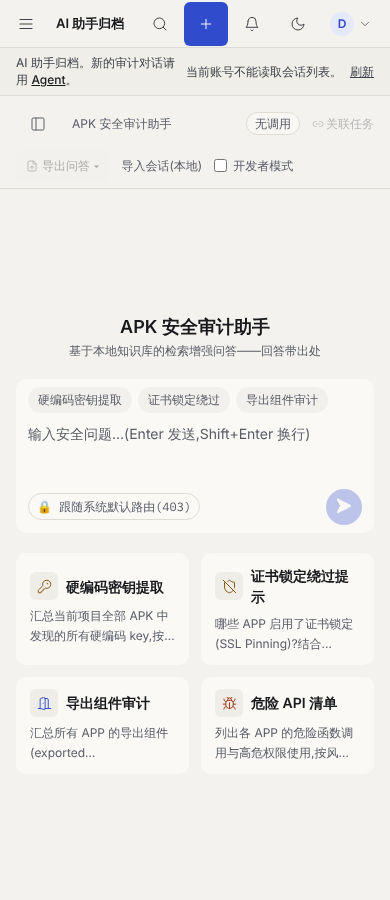 AI 助手归档
D
AI 助手归档。新的审计对话请
用 Agent。
当前账号不能读取会话列表。
刷新
APK 安全审计助手
无调用
关联任务
导出问答
导入会话(本地)
开发者模式
APK 安全审计助手
基于本地知识库的检索增强问答——回答带出处
硬编码密钥提取
证书锁定绕过
导出组件审计
输入安全问题...(Enter 发送,Shift+Enter 换行)
跟随系统默认路由(403)
硬编码密钥提取
汇总当前项目全部 APK 中
发现的所有硬编码 key,按...
证书锁定绕过提
示
哪些 APP 启用了证书锁定
(SSL Pinning)?结合...
导出组件审计
汇总所有 APP 的导出组件
(exported...
危险 API 清单
列出各 APP 的危险函数调
用与高危权限使用,按风...